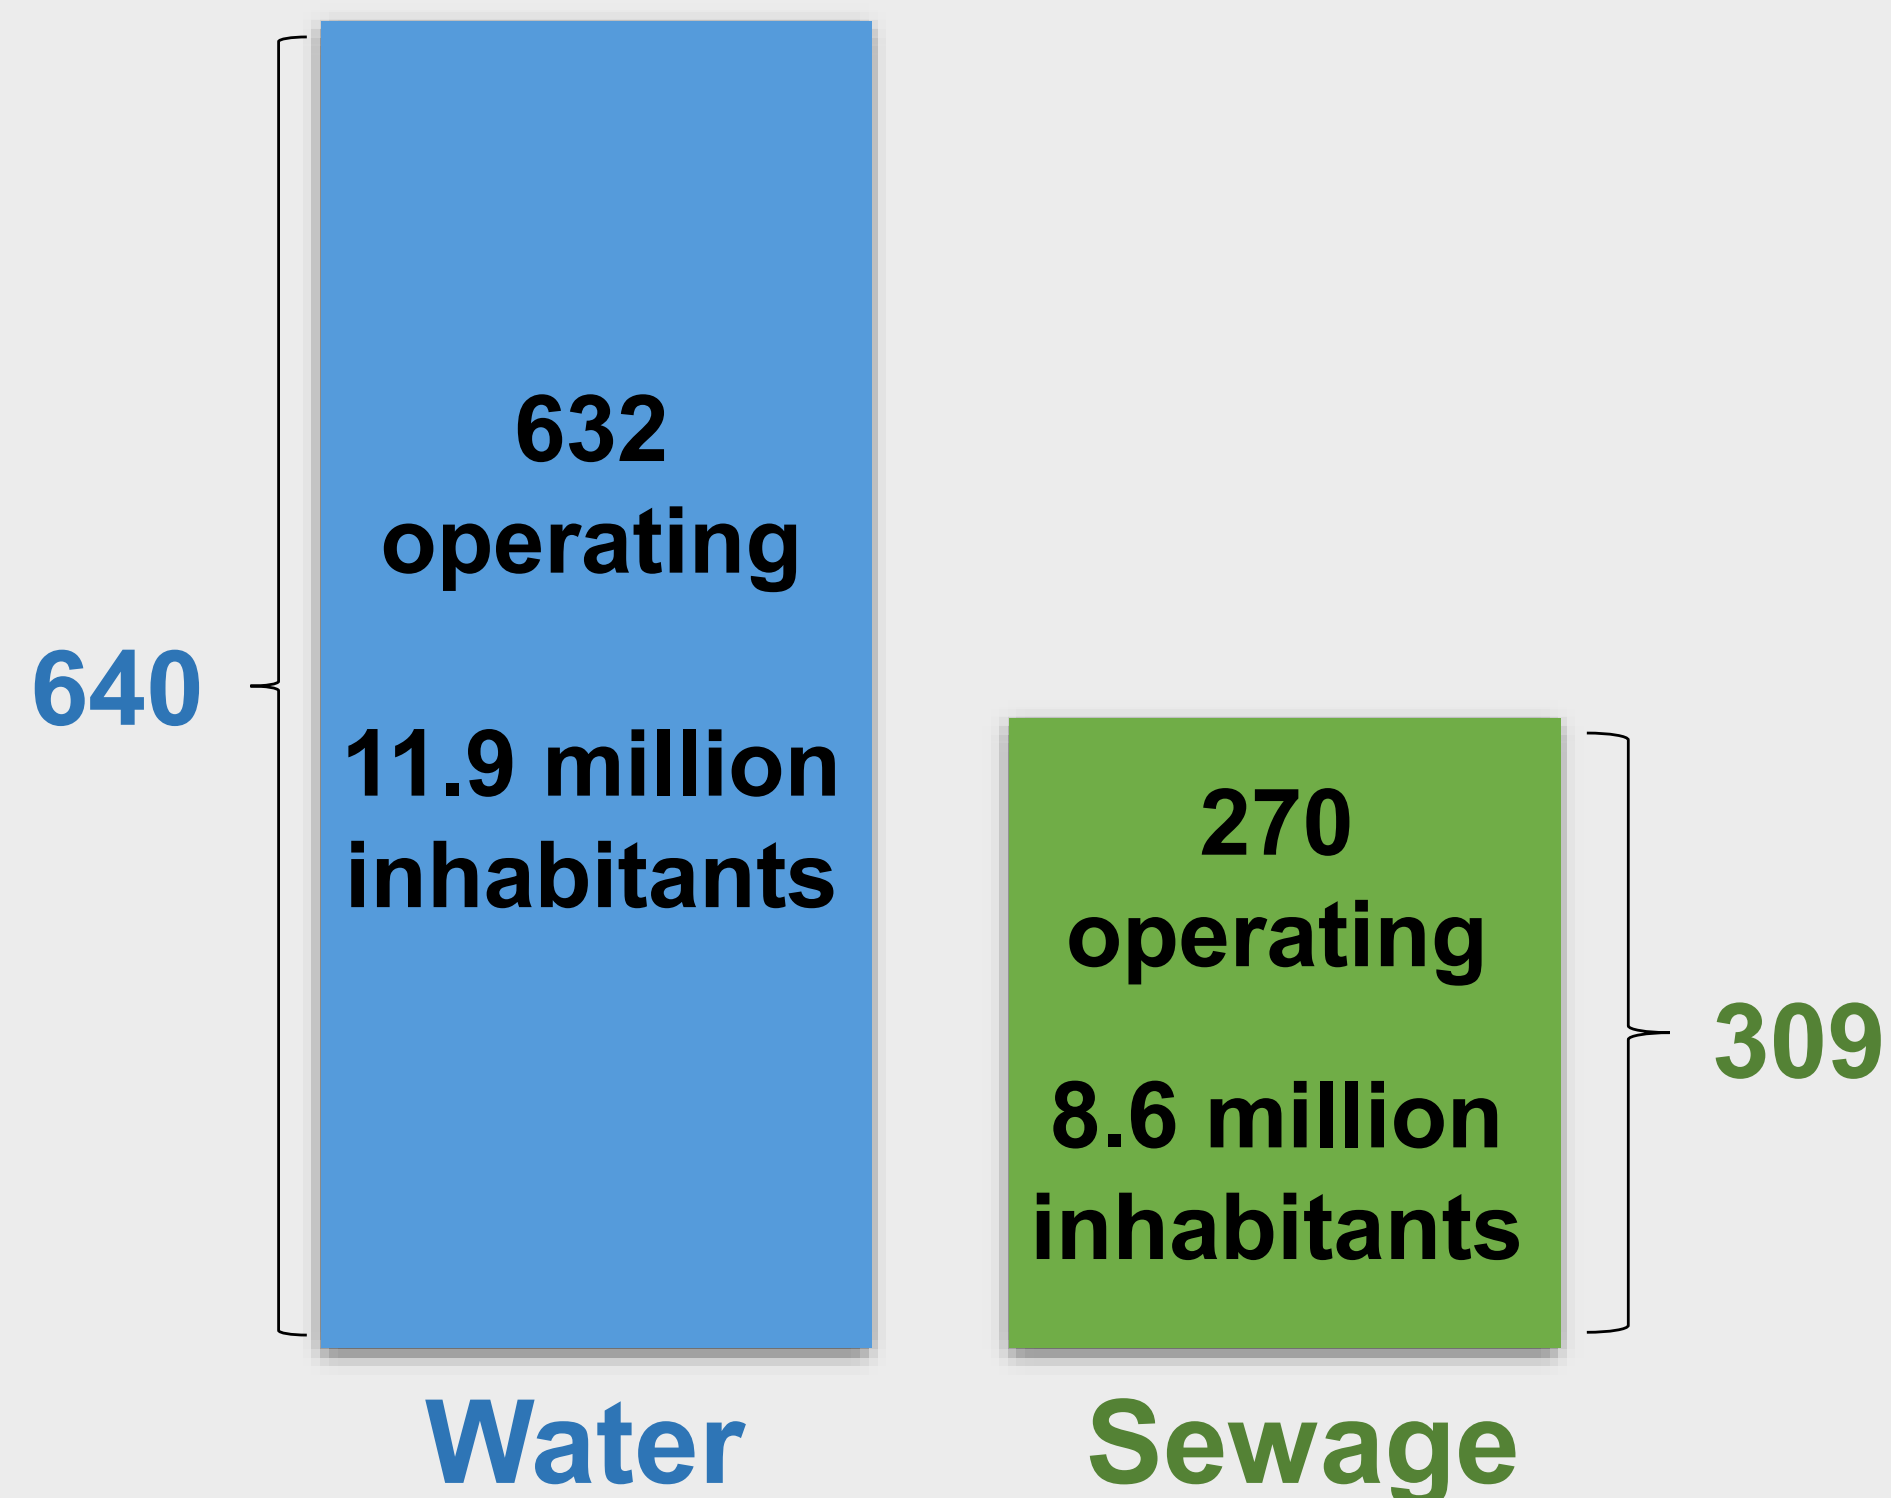 640
632
operating
11.9 million
inhabitants
Water
270
operating
8.6 million
inhabitants
309
Sewage